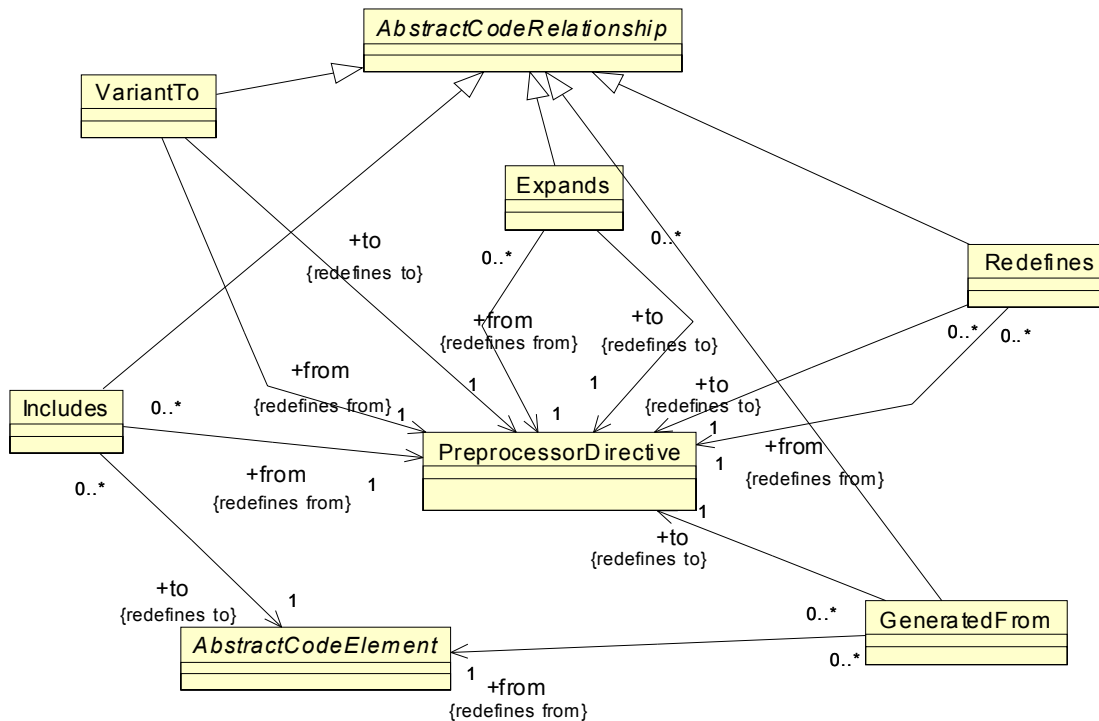 AbstractCodeRelationship
VariantTo
Expands
+to
{redefines to}
0..*
0..*
Redefines
+from
{redefines from}
+to
{redefines to}
0..*
0..*
+from
{redefines from}
1
1
+to
{redefines to}
Includes
0..*
1
1
1
PreprocessorDirective
+from
{redefines from}
1
1
+from
{redefines from}
0..*
1
+to
{redefines to}
+to
{redefines to}
1
0..*
GeneratedFrom
AbstractCodeElement
1
0..*
+from
{redefines from}